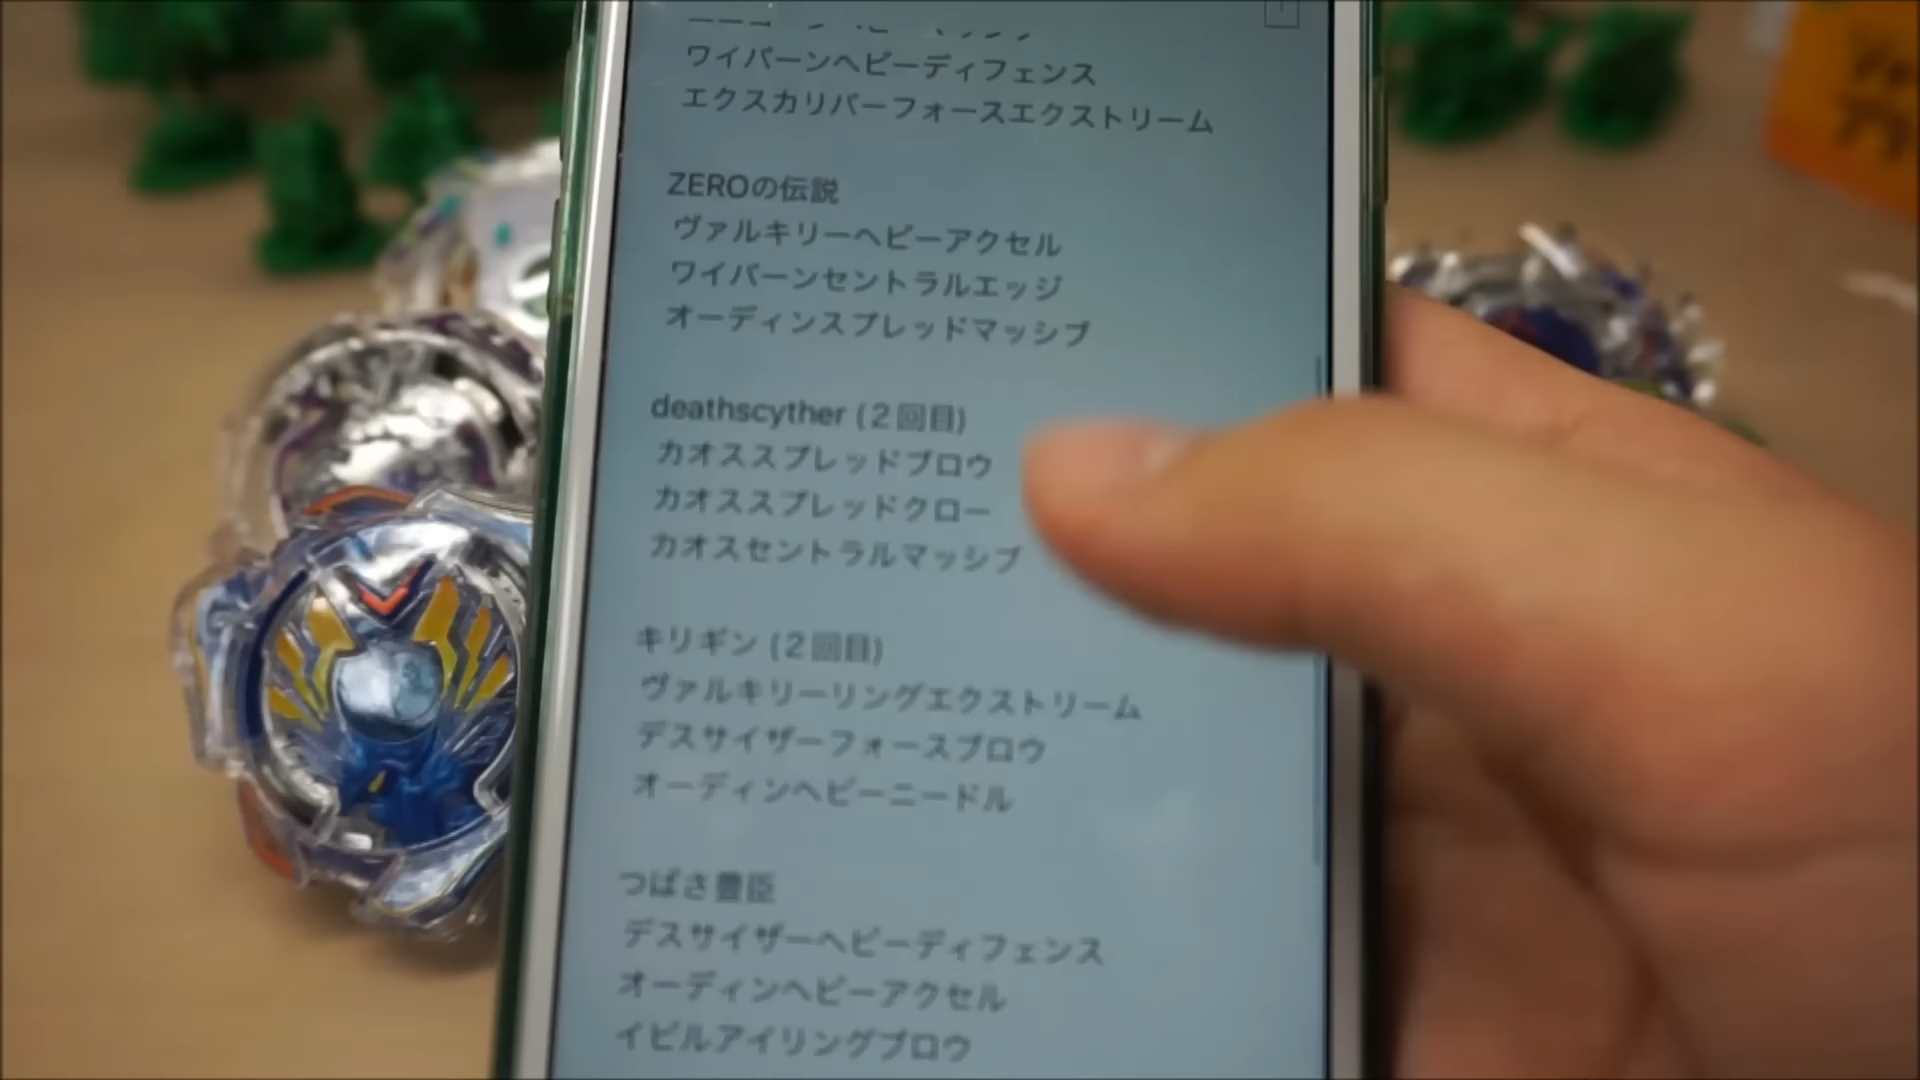 ワイバーンヘビーディフェンス
エクスカリバーフォースエクストリーム
ZEROの伝説
ヴァルキリーヘビーアクセル
ワイバーンセントラルエッジ
オーディンスプレッドマッシブ
deathscyther (２回目)
カオススプレッドブロウ
カオススプレッドクロー
カオスセントラルマッシブ
キリギン (２回目)
ヴァルキリーリングエクストリーム
デスサイザーフォースブロウ
オーディンヘビーニードル
つばさ豊臣
デスサイザーヘビーディフェンス
オーディンヘビーアクセル
イビルアイリングブロウ